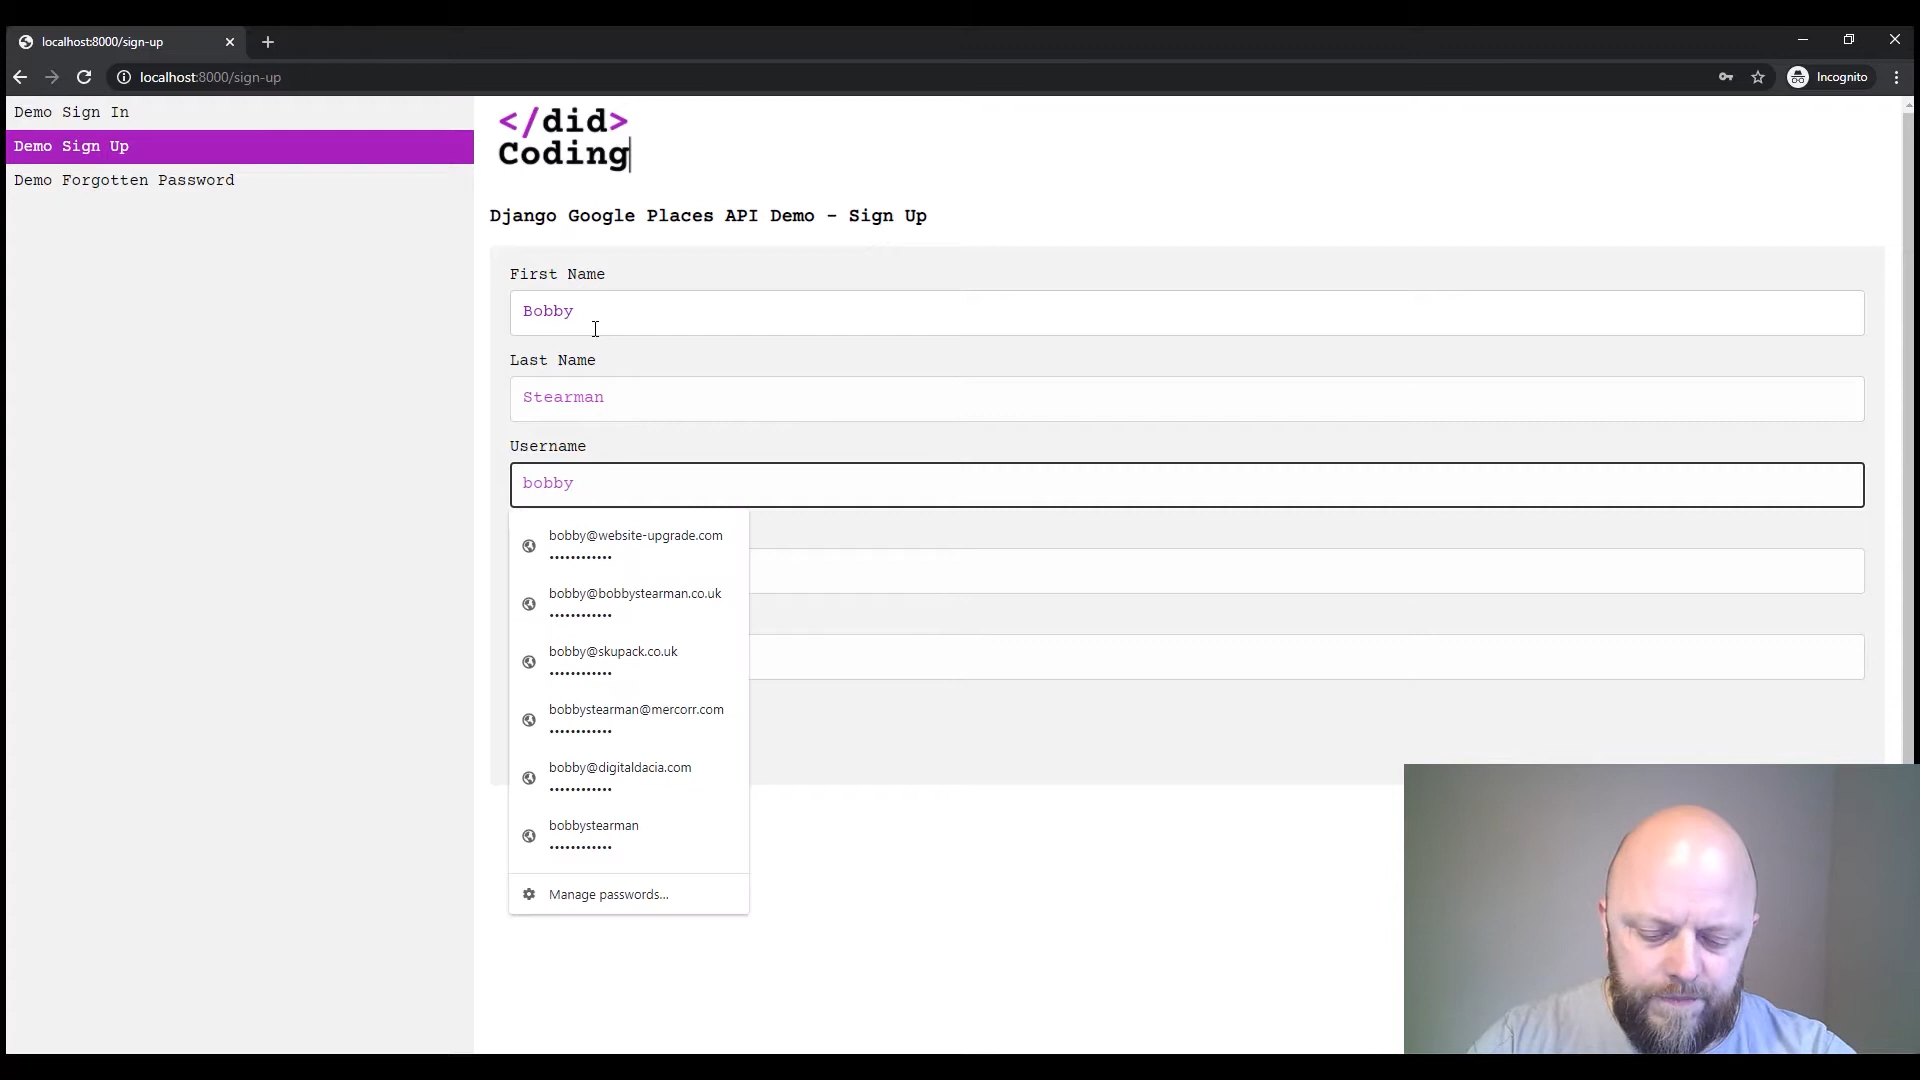 localhost:8000/sign-up
localhost:8000/sign-up
Incognito
Demo Sign In
Demo Sign Up
Demo Forgotten Password
</did>
Coding
Django Google Places API Demo - Sign Up
First Name
Bobby
Last Name
Stearman
Username
bobby
bobby@website-upgrade.com
••••••••••••
bobby@bobbystearman.co.uk
••••••••••••
bobby@skupack.co.uk
••••••••••••
bobbystearman@mercorr.com
••••••••••••
bobby@digitaldacia.com
••••••••••••
bobbystearman
••••••••••••
Manage passwords...